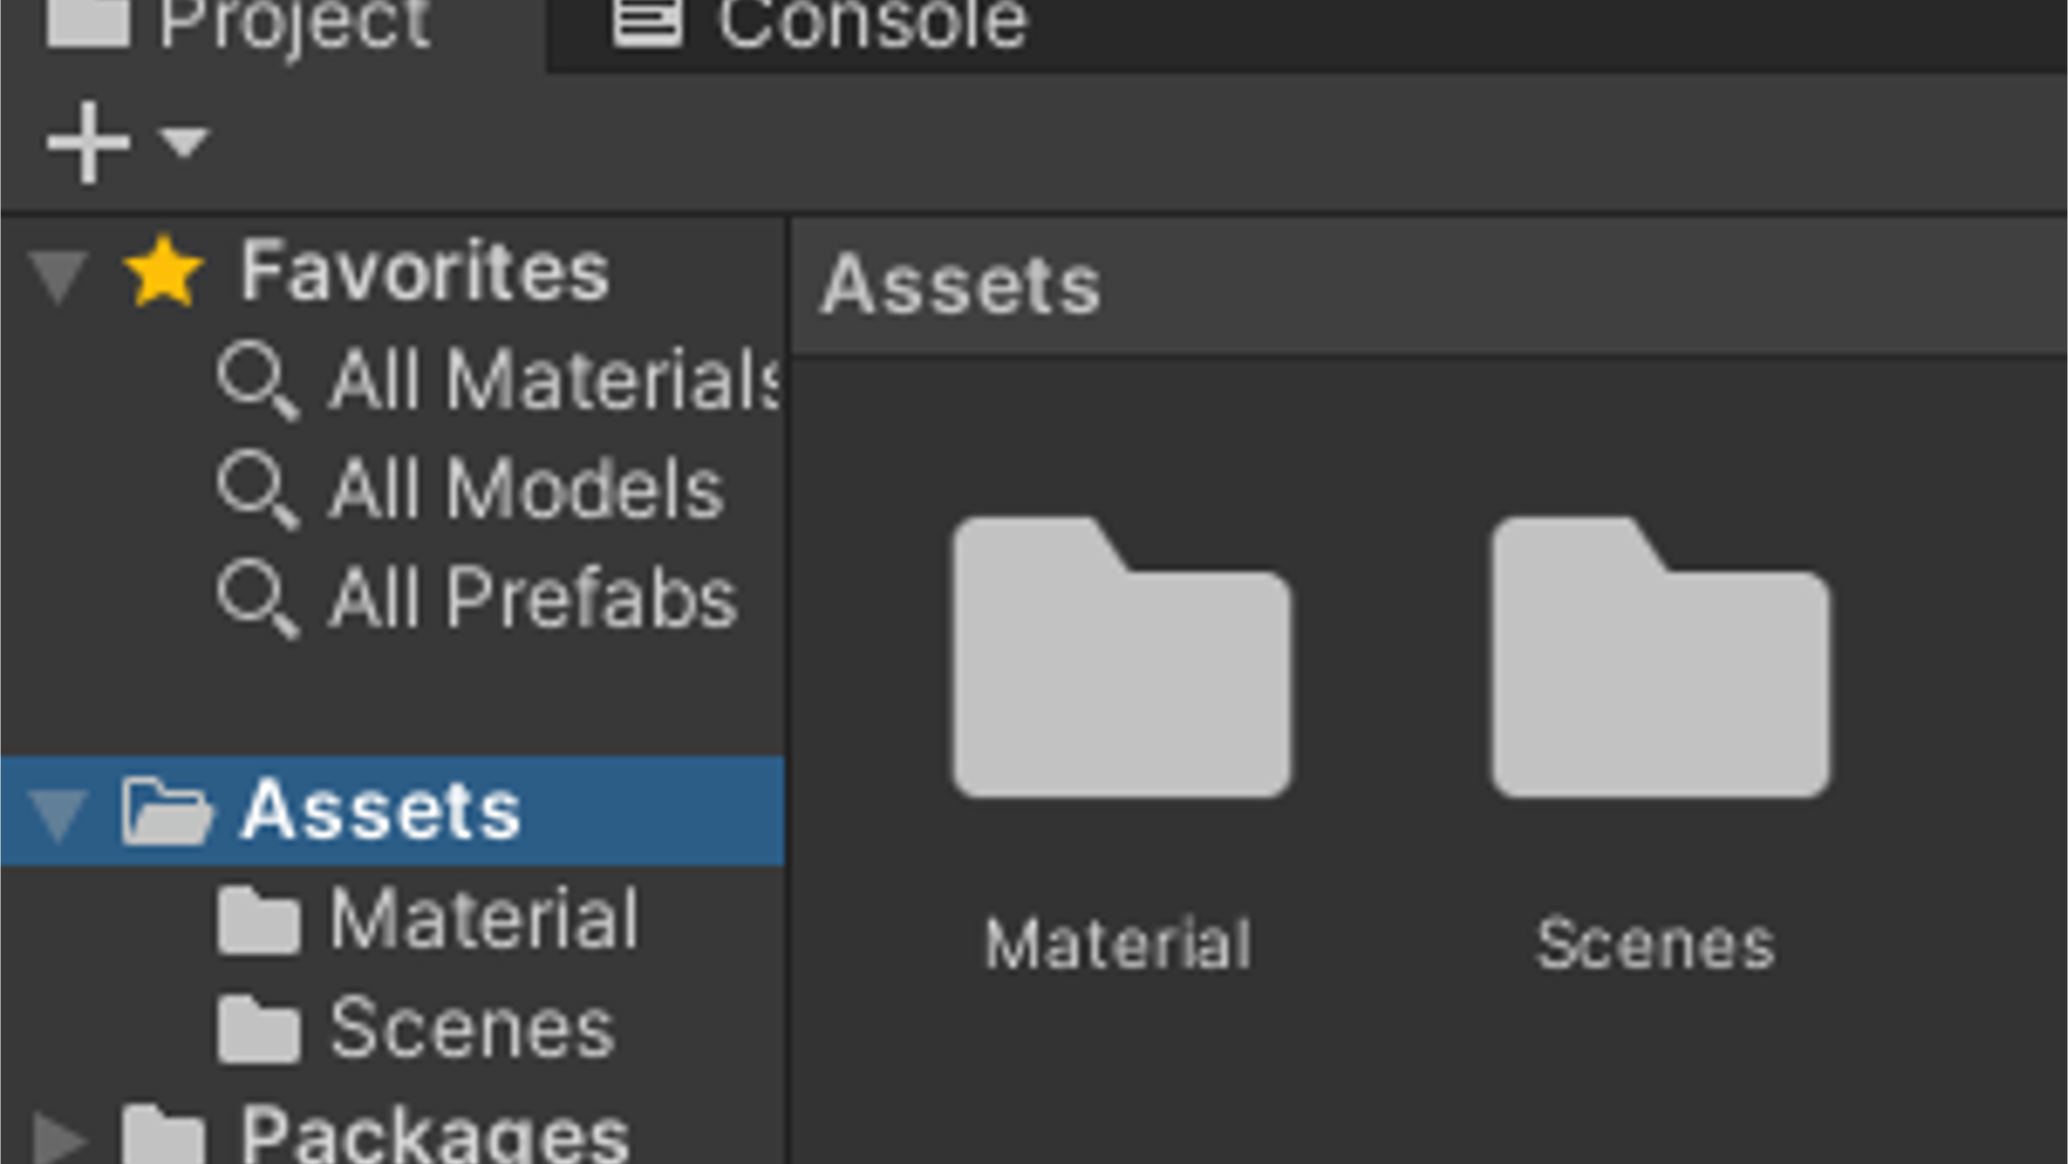 Project
Console
Favorites
All Materials
All Models
All Prefabs
Assets
Material
Scenes
Packages
Assets
Material
Scenes